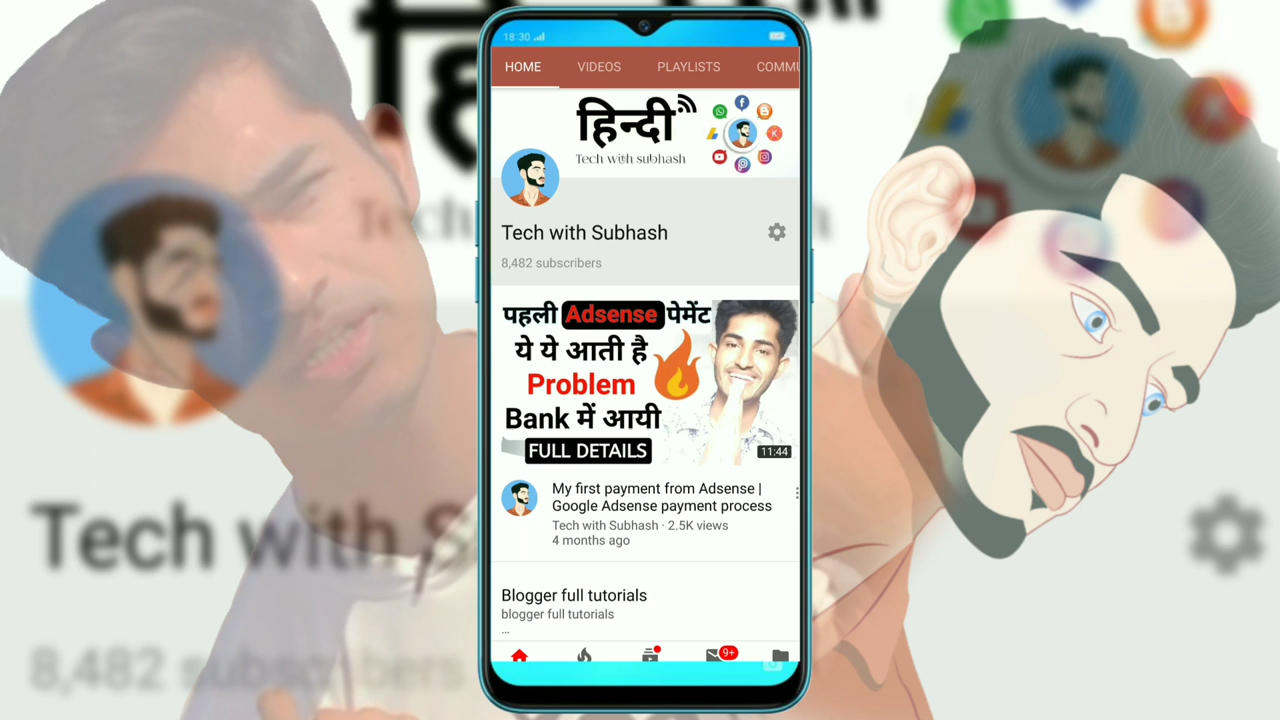 18:30
HOME VIDEOS PLAYLISTS COMMU
हिन्दी
Tech with subhash
Tech with Subhash
8,482 subscribers
पहली Adsense पेमेंट
ये ये आती है
Problem
Bank में आयी
FULL DETAILS
11:44
My first payment from Adsense |
Google Adsense payment process
Tech with Subhash · 2.5K views
4 months ago
Blogger full tutorials
blogger full tutorials
...
9+
Tech with S
8,482 subscribers